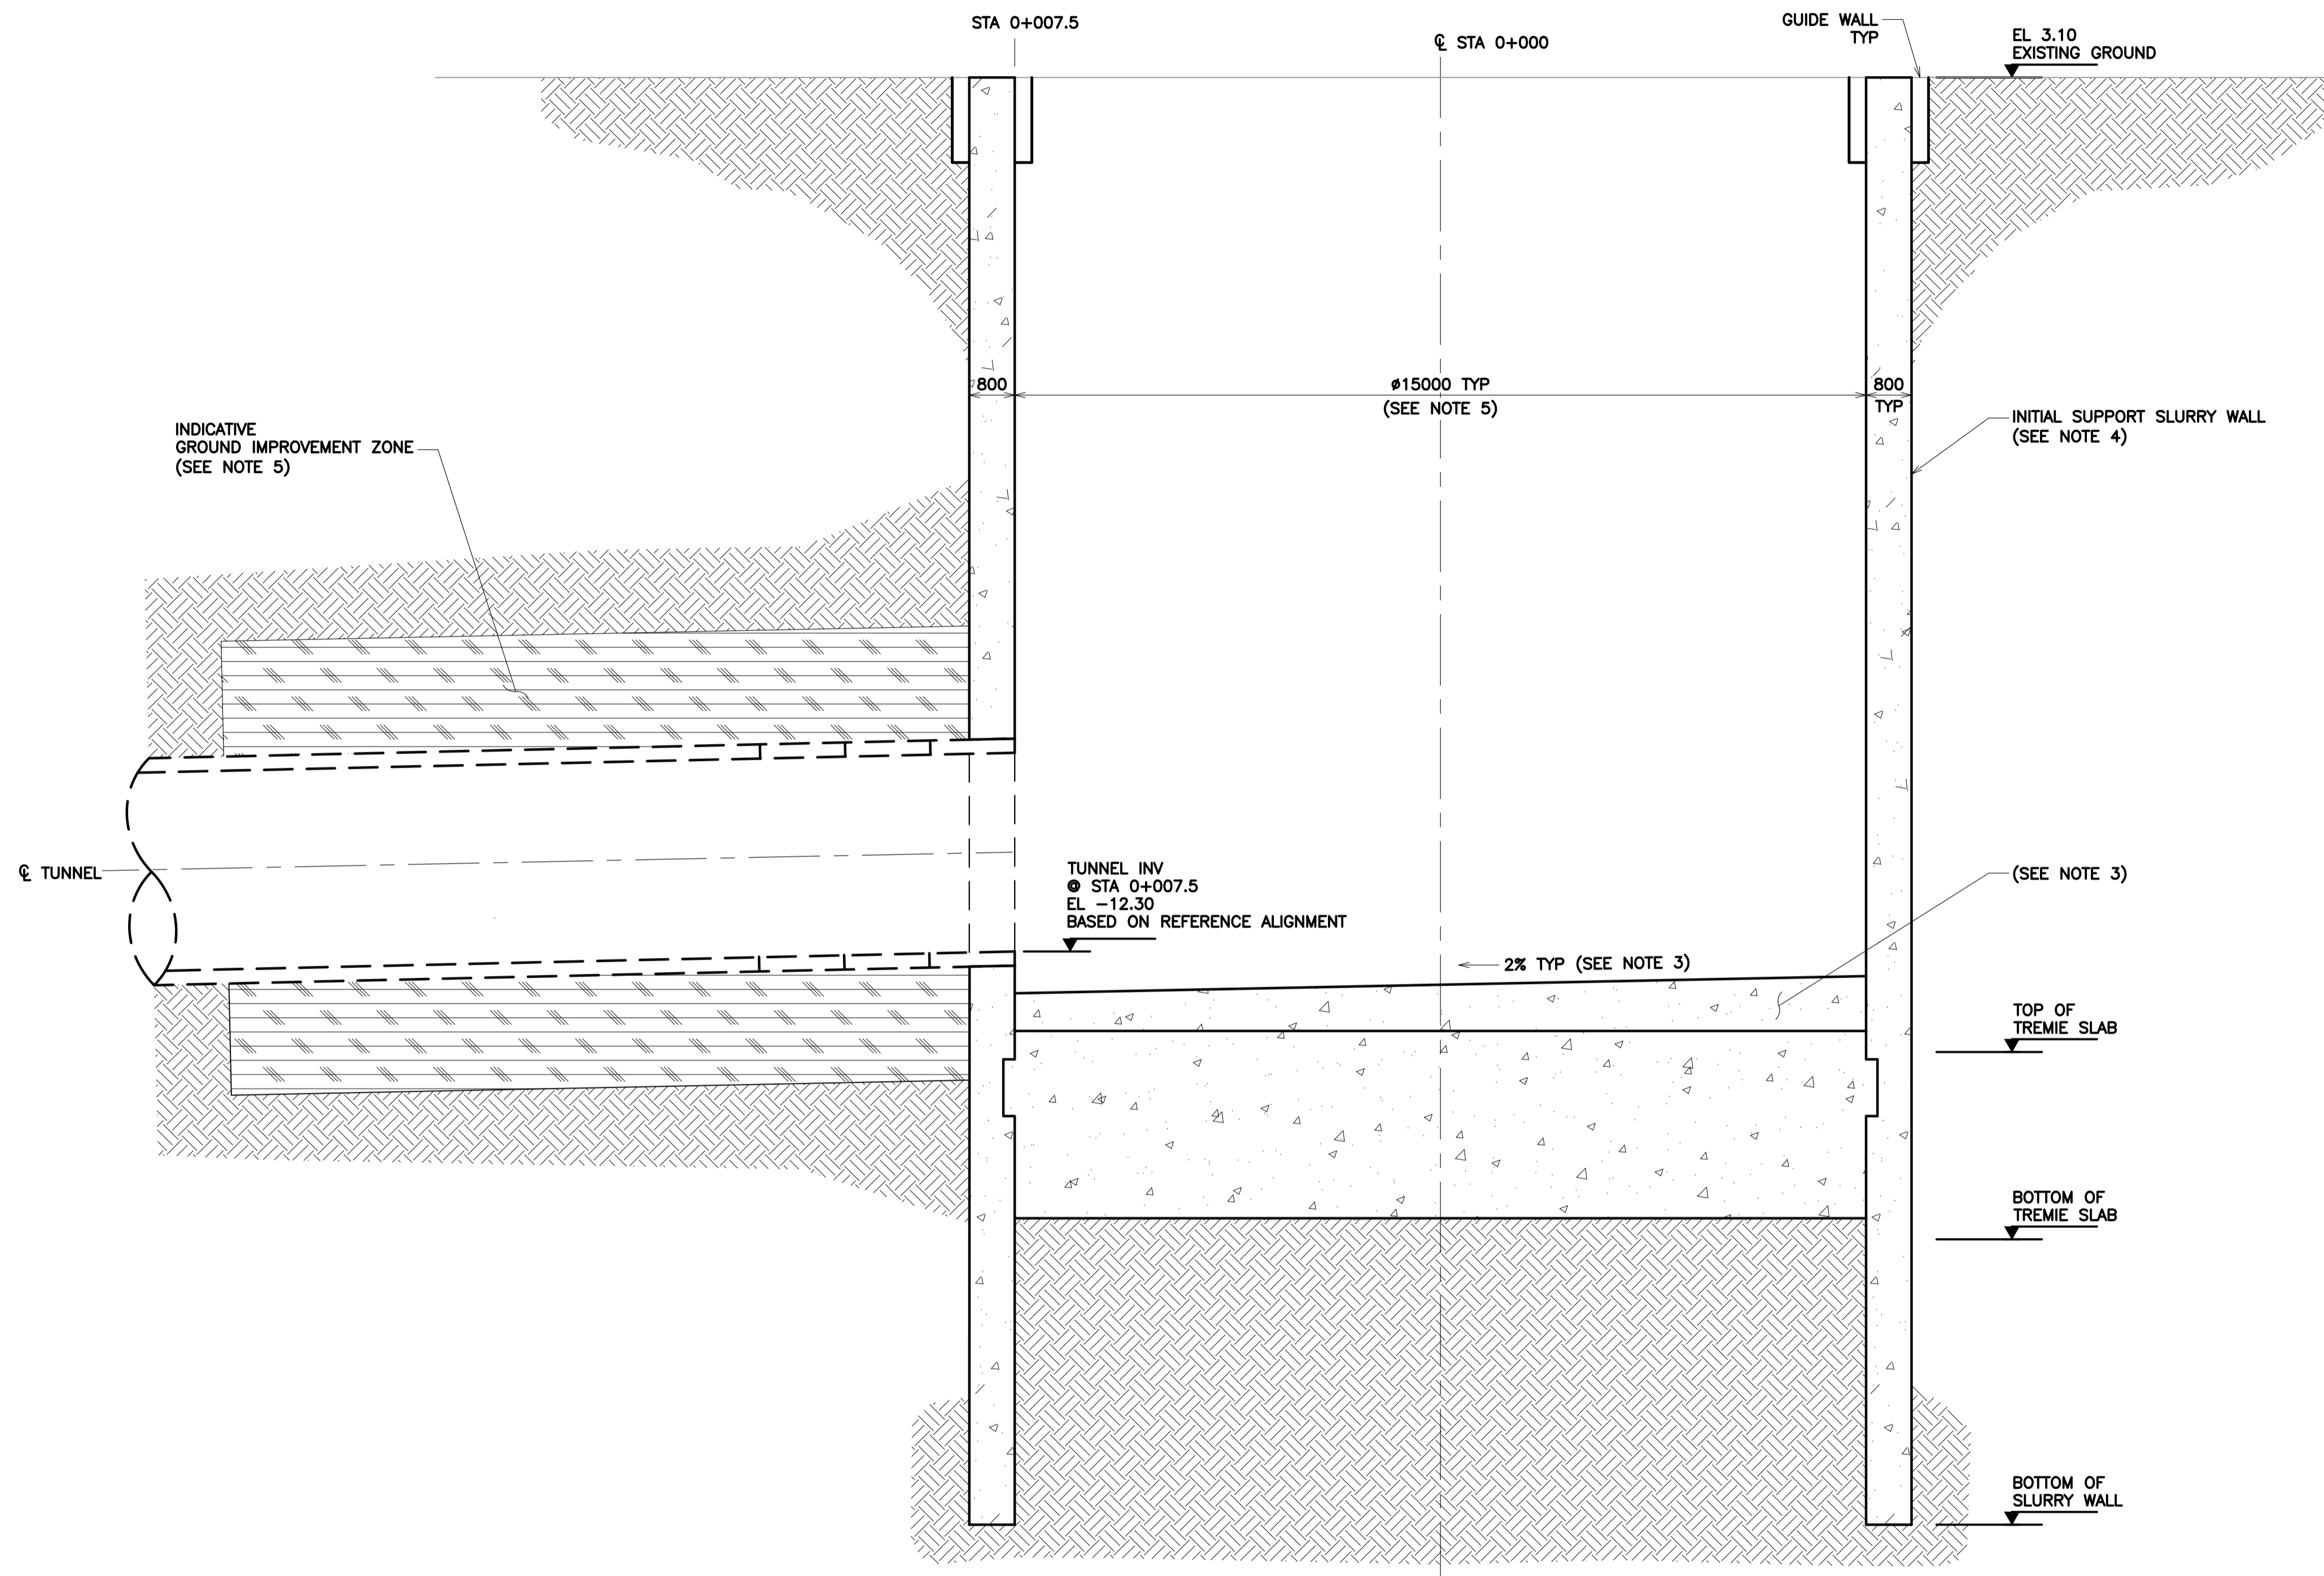 STA 0+007.5
℄ STA 0+000
GUIDE WALL
TYP
EL 3.10
EXISTING GROUND
800
ø15000 TYP
(SEE NOTE 5)
800
TYP
INITIAL SUPPORT SLURRY WALL
(SEE NOTE 4)
INDICATIVE
GROUND IMPROVEMENT ZONE
(SEE NOTE 5)
℄ TUNNEL
TUNNEL INV
@ STA 0+007.5
EL -12.30
BASED ON REFERENCE ALIGNMENT
(SEE NOTE 3)
2% TYP (SEE NOTE 3)
TOP OF
TREMIE SLAB
BOTTOM OF
TREMIE SLAB
BOTTOM OF
SLURRY WALL